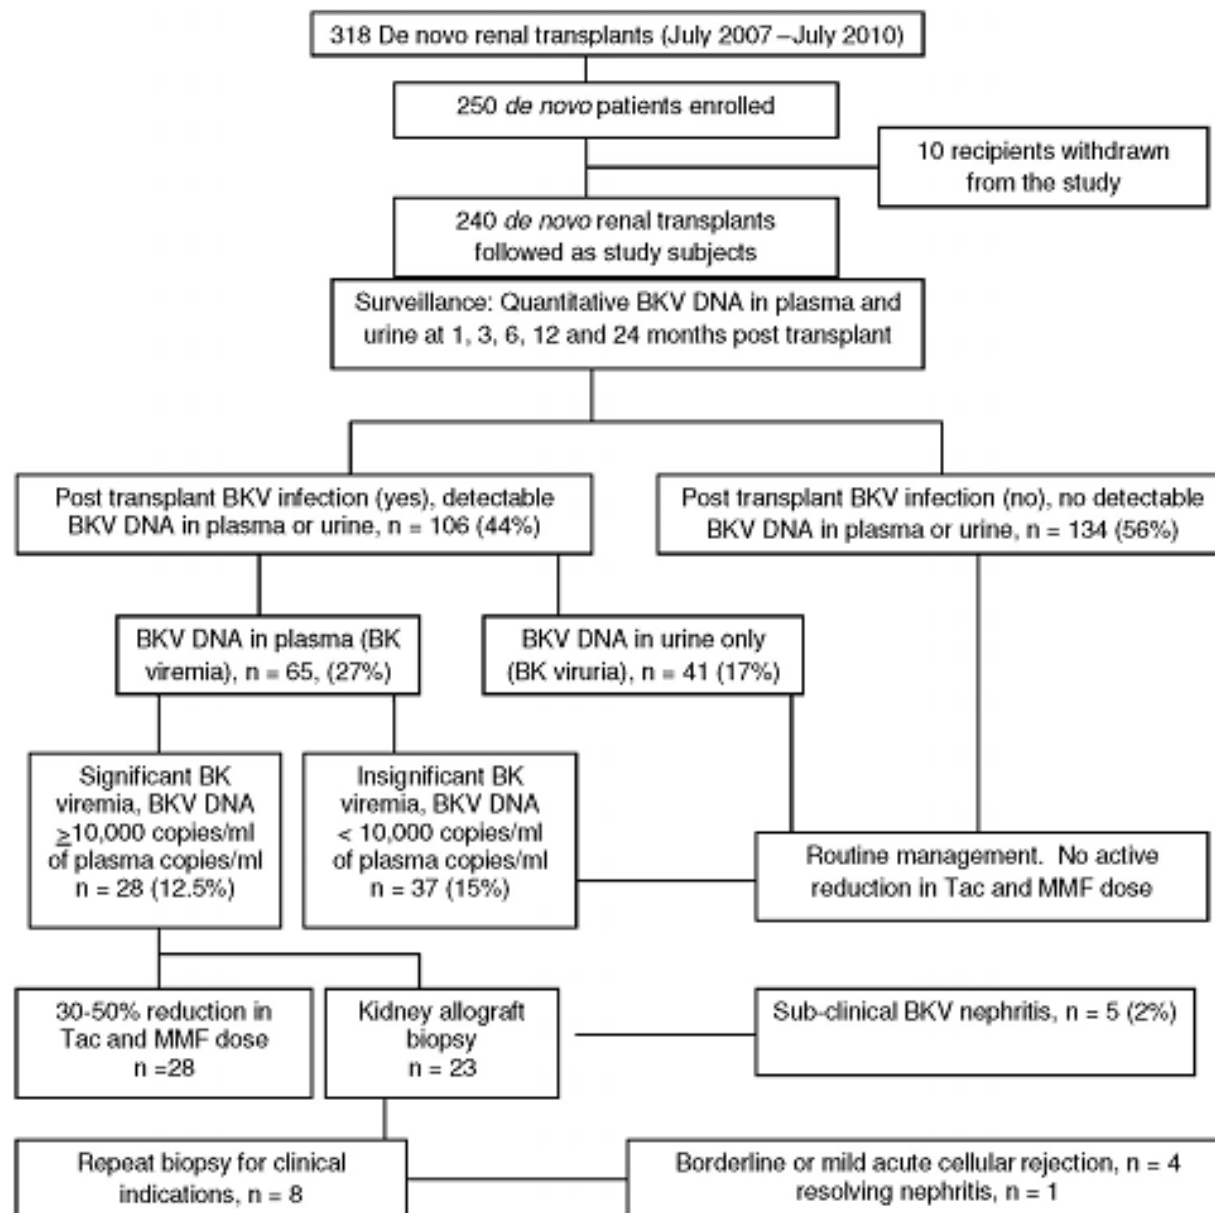 318 De novo renal transplants (July 2007 –July 2010)
250 de novo patients enrolled
10 recipients withdrawn
from the study
240 de novo renal transplants
followed as study subjects
Surveillance: Quantitative BKV DNA in plasma and
urine at 1, 3, 6, 12 and 24 months post transplant
Post transplant BKV infection (yes), detectable
BKV DNA in plasma or urine, n = 106 (44%)
Post transplant BKV infection (no), no detectable
BKV DNA in plasma or urine, n = 134 (56%)
BKV DNA in plasma (BK
viremia), n = 65, (27%)
BKV DNA in urine only
(BK viruria), n = 41 (17%)
Significant BK
viremia, BKV DNA
≥10,000 copies/ml
of plasma copies/ml
n = 28 (12.5%)
Insignificant BK
viremia, BKV DNA
< 10,000 copies/ml
of plasma copies/ml
n = 37 (15%)
Routine management.  No active
reduction in Tac and MMF dose
30-50% reduction in
Tac and MMF dose
n =28
Kidney allograft
biopsy
n = 23
Sub-clinical BKV nephritis, n = 5 (2%)
Repeat biopsy for clinical
indications, n = 8
Borderline or mild acute cellular rejection, n = 4
resolving nephritis, n = 1